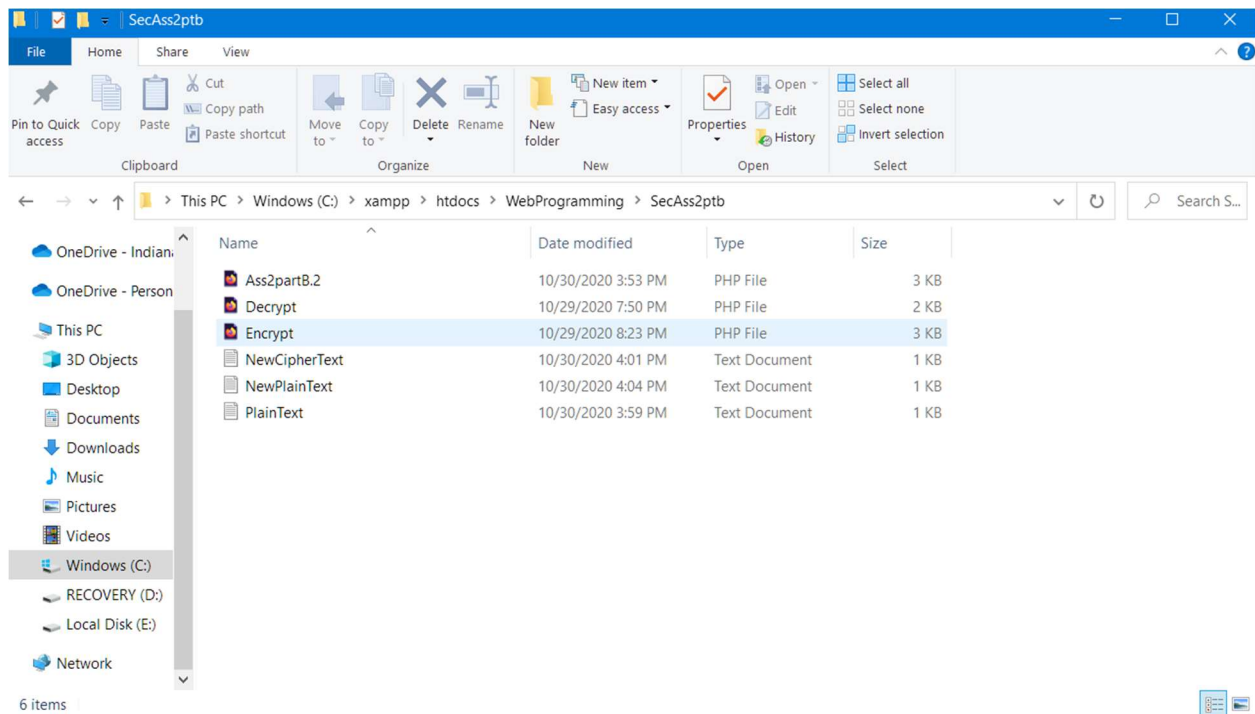 SecAss2ptb
File Home Share View
Pin to Quick access
Copy
Paste
Cut
Copy path
Paste shortcut
Move to
Copy to
Delete
Rename
New folder
New item
Easy access
Properties
Open
Edit
History
Select all
Select none
Invert selection
Clipboard Organize New Open Select
This PC > Windows (C:) > xampp > htdocs > WebProgramming > SecAss2ptb
Search S...
OneDrive - Indiana
OneDrive - Person
This PC
3D Objects
Desktop
Documents
Downloads
Music
Pictures
Videos
Windows (C:)
RECOVERY (D:)
Local Disk (E:)
Network
Name Date modified Type Size
Ass2partB.2 10/30/2020 3:53 PM PHP File 3 KB
Decrypt 10/29/2020 7:50 PM PHP File 2 KB
Encrypt 10/29/2020 8:23 PM PHP File 3 KB
NewCipherText 10/30/2020 4:01 PM Text Document 1 KB
NewPlainText 10/30/2020 4:04 PM Text Document 1 KB
PlainText 10/30/2020 3:59 PM Text Document 1 KB
6 items